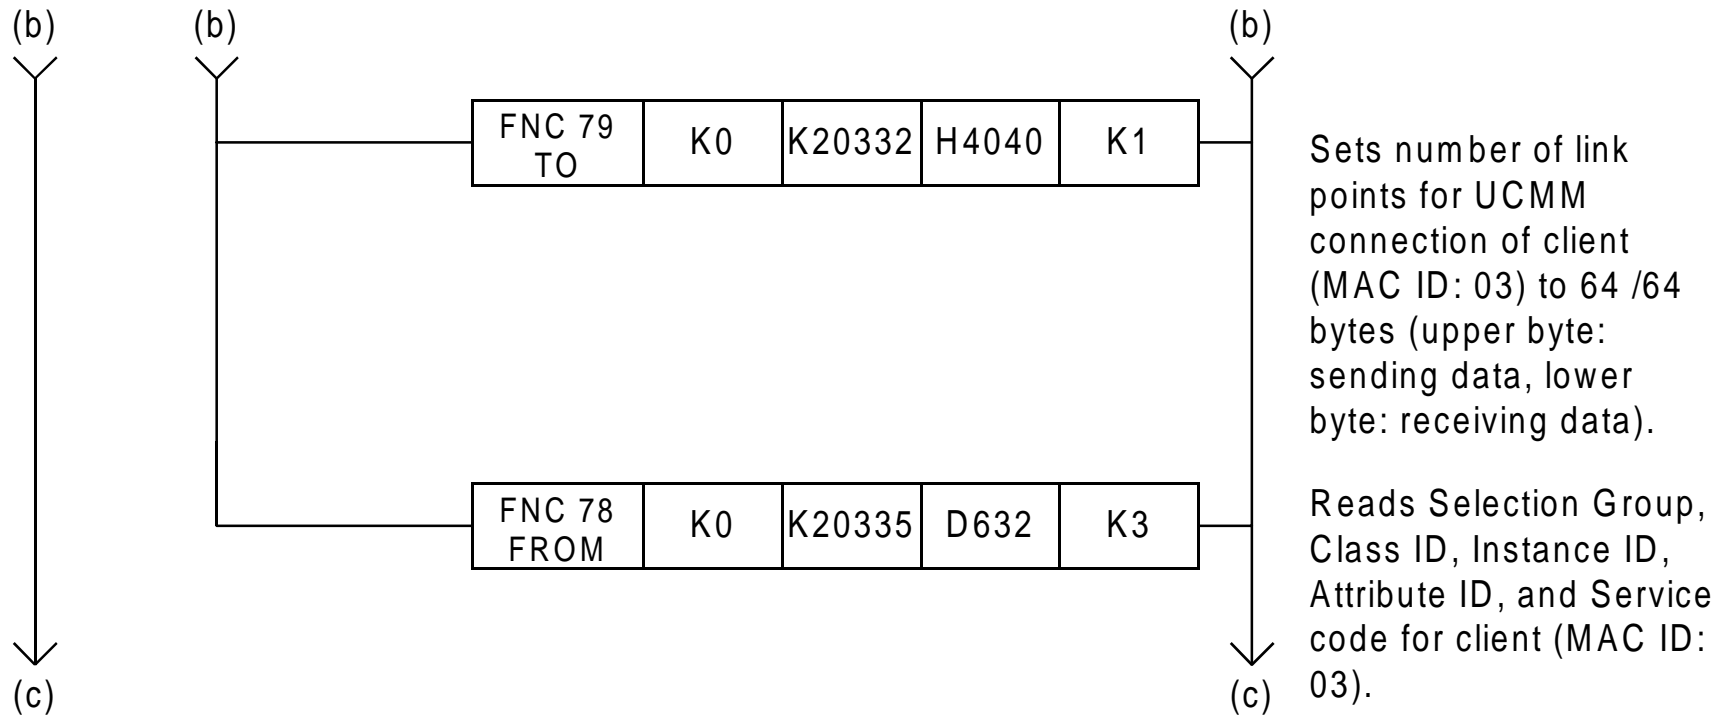 (b) (b) (b)
FNC 79 TO K0 K20332 H4040 K1
Sets number of link
points for UCMM
connection of client
(MAC ID: 03) to 64 /64
bytes (upper byte:
sending data, lower
byte: receiving data).
FNC 78 FROM K0 K20335 D632 K3
Reads Selection Group,
Class ID, Instance ID,
Attribute ID, and Service
code for client (MAC ID:
03).
(c) (c)